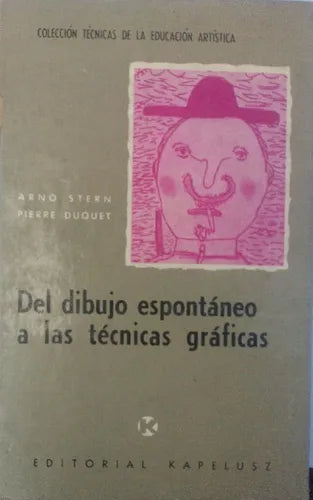 COLECCIÓN TÉCNICAS DE LA EDUCACIÓN ARTÍSTICA
ARNO STERN
PIERRE DUQUET
Del dibujo espontáneo
a las técnicas gráficas
K
EDITORIAL KAPELUSZ